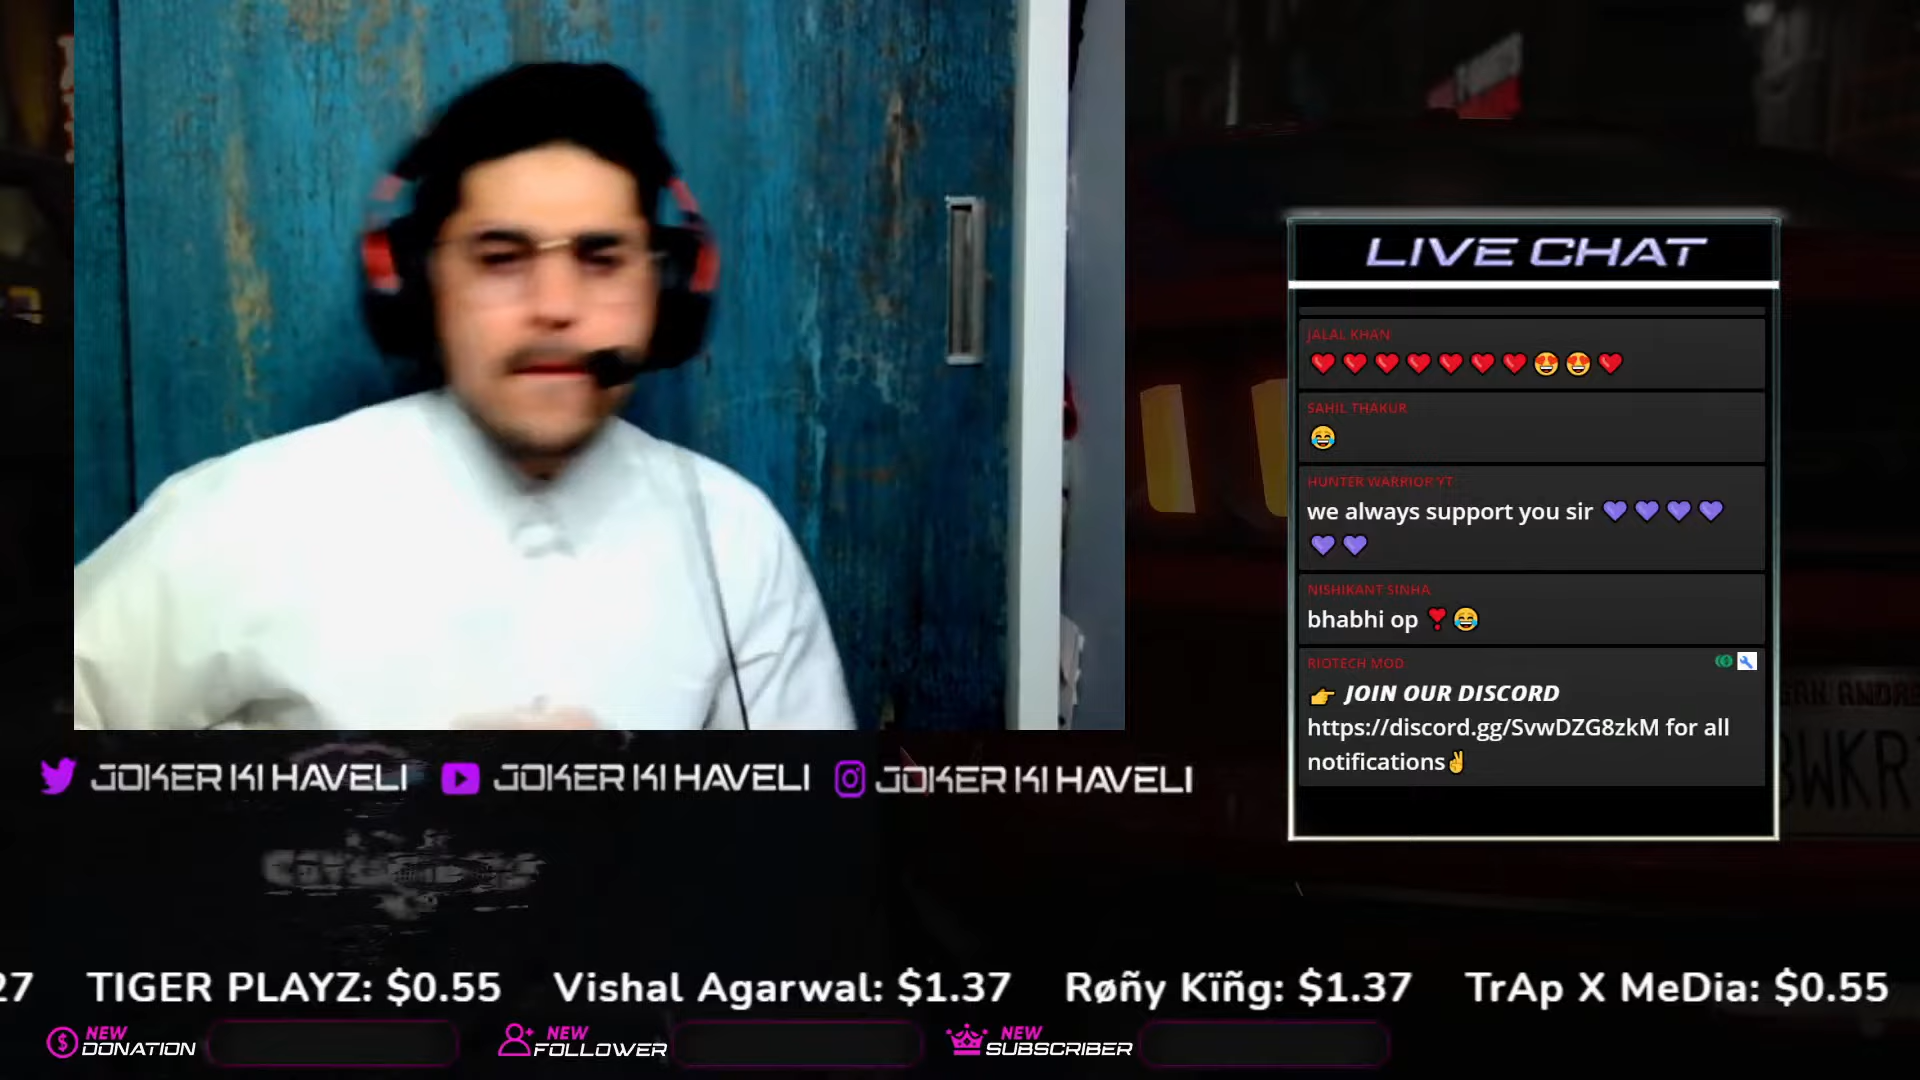 LIVE CHAT
JALAL KHAN
❤❤❤❤❤❤❤😍😍❤
SAHIL THAKUR
😂
HUNTER WARRIOR YT
we always support you sir 💜💜💜💜
💜💜
NISHIKANT SINHA
bhabhi op ❣😂
RIOTECH MOD
👉 JOIN OUR DISCORD
https://discord.gg/SvwDZG8zkM for all
notifications✌
JOKER KI HAVELI JOKER KI HAVELI JOKER KI HAVELI
27 TIGER PLAYZ: $0.55 Vishal Agarwal: $1.37 Røñy Kïñg: $1.37 TrAp X MeDia: $0.55
NEW DONATION
NEW FOLLOWER
NEW SUBSCRIBER